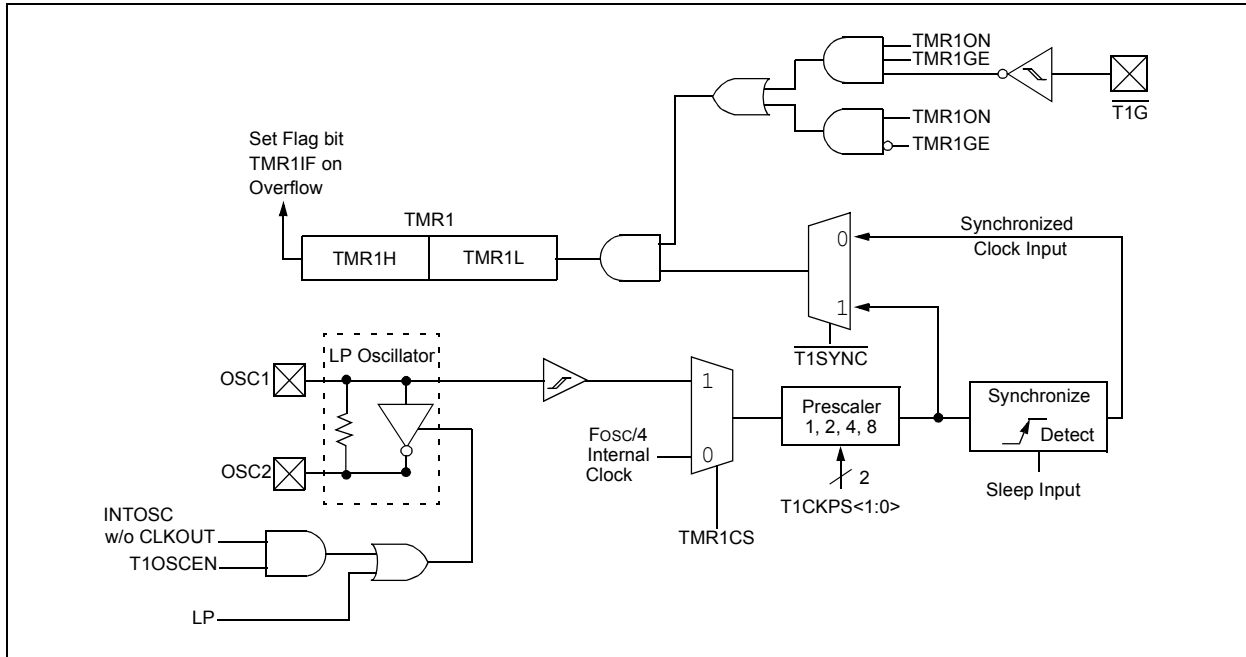 TMR1ON
TMR1GE
T1G
TMR1ON
TMR1GE
Set Flag bit
TMR1IF on
Overflow
TMR1
TMR1H
TMR1L
0
1
Synchronized
Clock Input
T1SYNC
LP Oscillator
OSC1
OSC2
1
0
FOSC/4
Internal
Clock
TMR1CS
Prescaler
1, 2, 4, 8
2
T1CKPS<1:0>
Synchronize
Detect
Sleep Input
INTOSC
w/o CLKOUT
T1OSCEN
LP